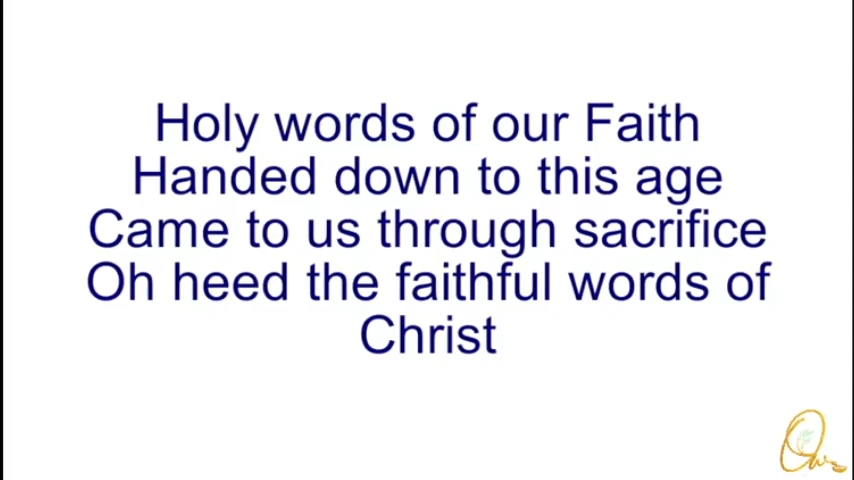 Holy words of our Faith
Handed down to this age
Came to us through sacrifice
Oh heed the faithful words of
Christ